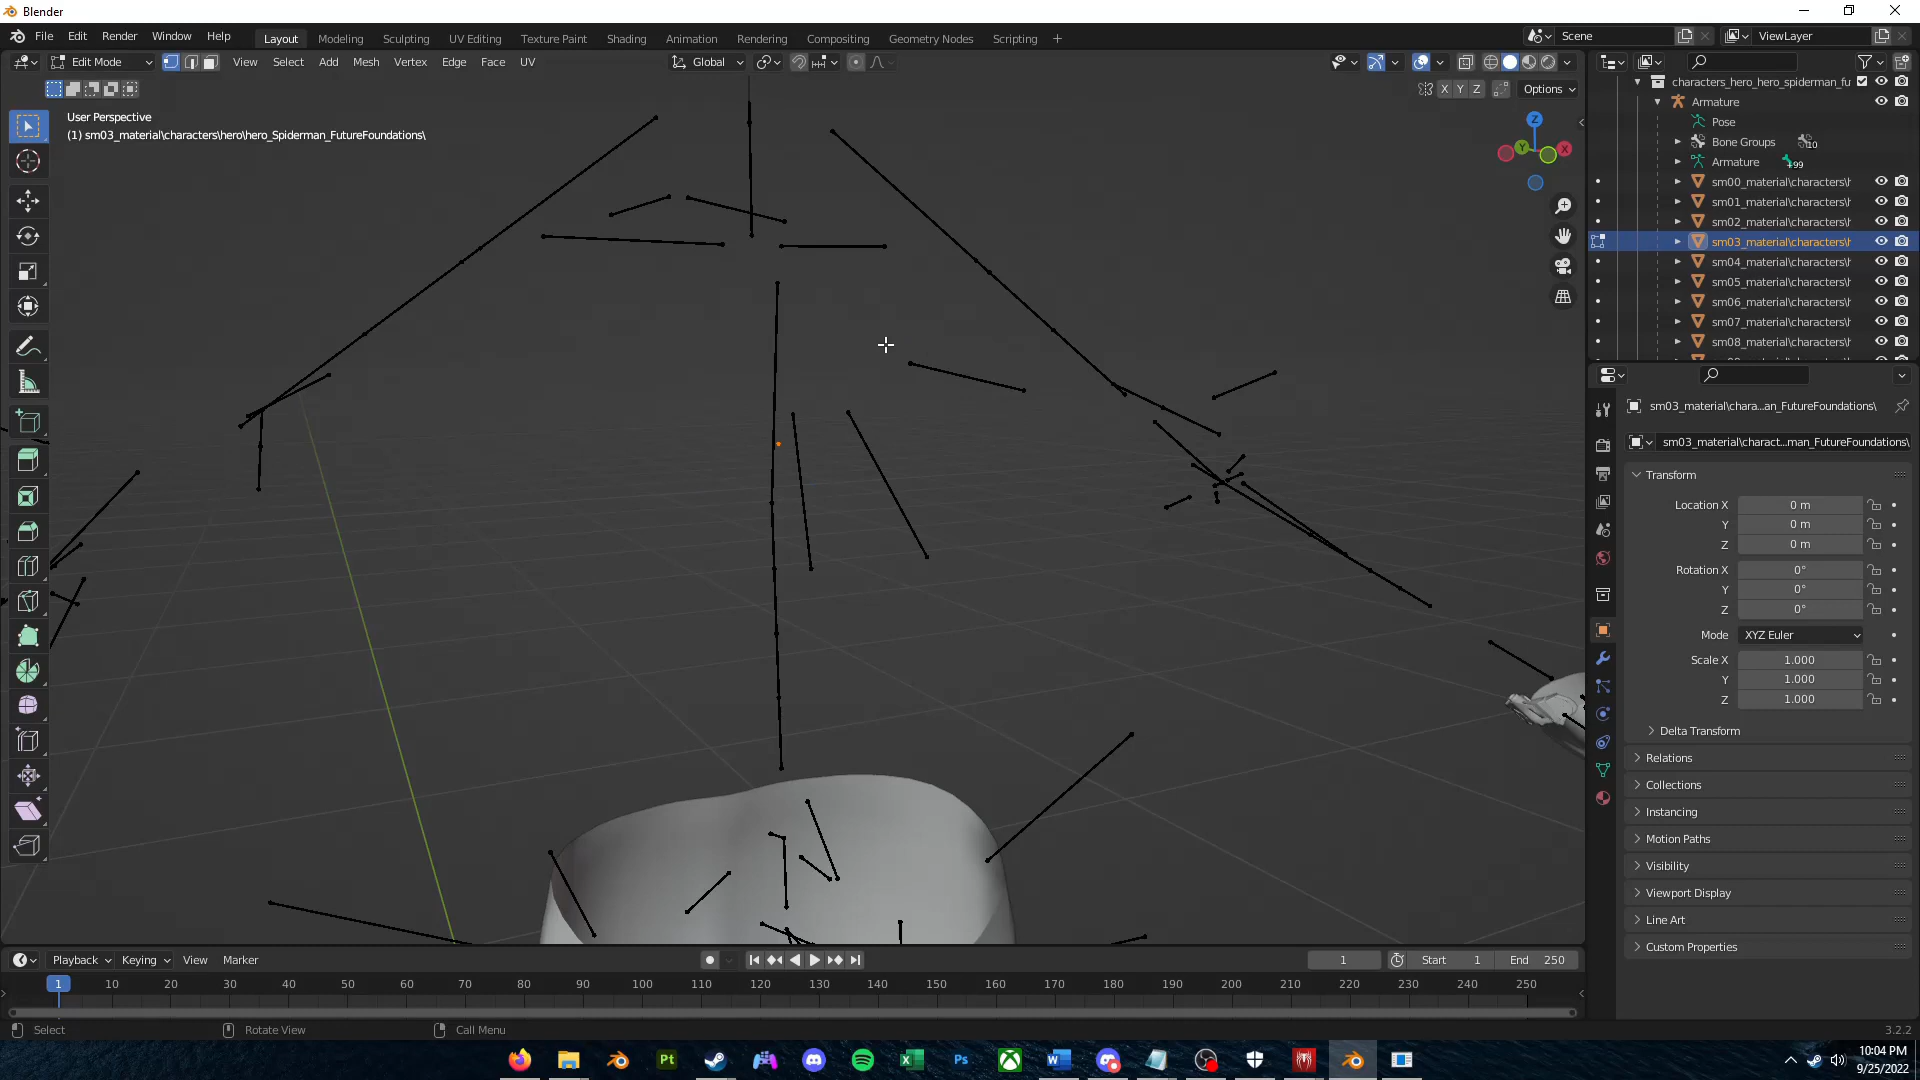 Blender
File Edit Render Window Help
Layout Modeling Sculpting UV Editing Texture Paint Shading Animation Rendering Compositing Geometry Nodes Scripting +
Scene
ViewLayer
Edit Mode
View Select Add Mesh Vertex Edge Face UV
Global
X Y Z
Options
User Perspective
(1) sm03_material\characters\hero\hero_Spiderman_FutureFoundations\
Z
Y
X
characters_hero_hero_spiderman_fu
Armature
Pose
Bone Groups 10
Armature +99
sm00_material\characters\h
sm01_material\characters\h
sm02_material\characters\h
sm03_material\characters\h
sm04_material\characters\h
sm05_material\characters\h
sm06_material\characters\h
sm07_material\characters\h
sm08_material\characters\h
sm03_material\chara...an_FutureFoundations\
sm03_material\charact...man_FutureFoundations\
Transform
Location X 0 m
Y 0 m
Z 0 m
Rotation X 0°
Y 0°
Z 0°
Mode XYZ Euler
Scale X 1.000
Y 1.000
Z 1.000
Delta Transform
Relations
Collections
Instancing
Motion Paths
Visibility
Viewport Display
Line Art
Custom Properties
Playback Keying View Marker
1
Start 1
End 250
1 10 20 30 40 50 60 70 80 90 100 110 120 130 140 150 160 170 180 190 200 210 220 230 240 250
Select
Rotate View
Call Menu
3.2.2
Pt
Ps
10:04 PM
9/25/2022